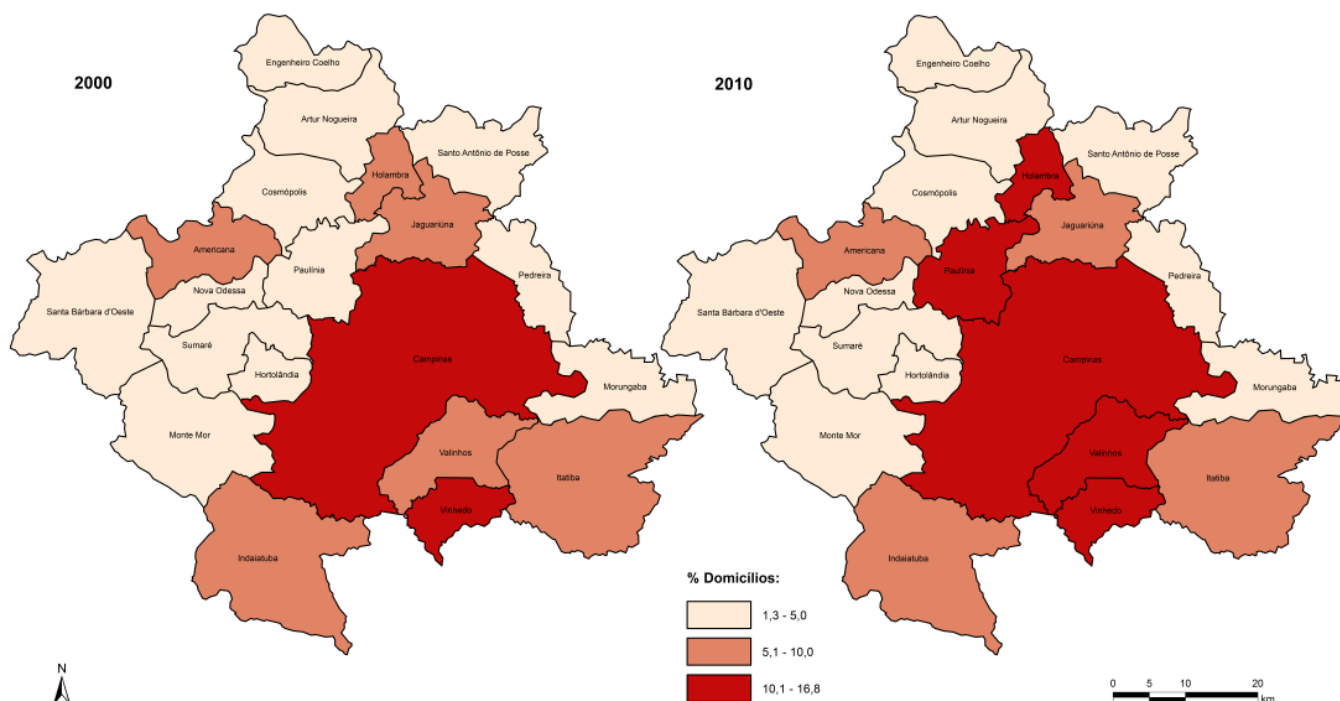 2000
Engenheiro Coelho
Artur Nogueira
Santo Antônio de Posse
Holambra
Cosmópolis
Jaguariúna
Americana
Paulínia
Pedreira
Nova Odessa
Santa Bárbara d'Oeste
Sumaré
Campinas
Hortolândia
Morungaba
Monte Mor
Valinhos
Itatiba
Vinhedo
Indaiatuba
N
2010
Engenheiro Coelho
Artur Nogueira
Santo Antônio de Posse
Holambra
Cosmópolis
Jaguariúna
Americana
Paulínia
Pedreira
Nova Odessa
Santa Bárbara d'Oeste
Sumaré
Campinas
Hortolândia
Morungaba
Monte Mor
Valinhos
Itatiba
Vinhedo
Indaiatuba
% Domicílios:
1,3 - 5,0
5,1 - 10,0
10,1 - 16,8
0 5 10 20
km